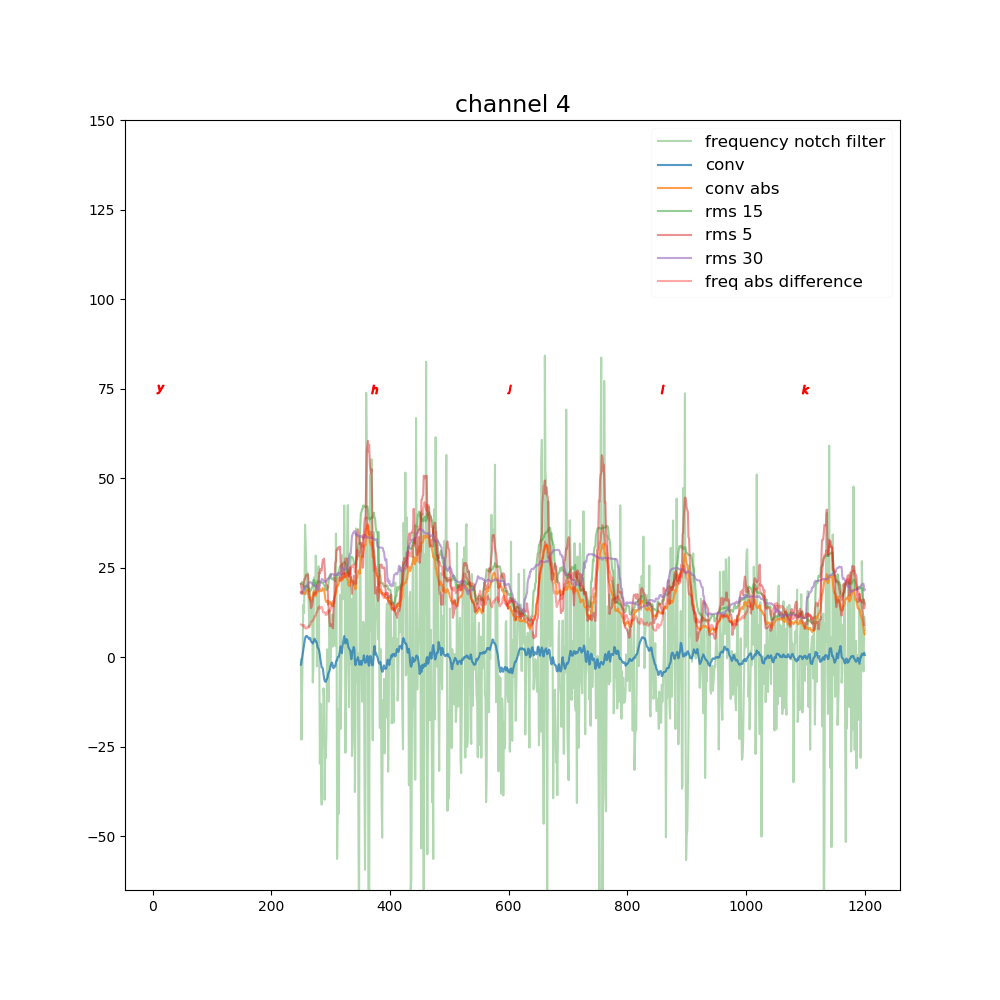 channel 4
150
125
100
75
50
25
0
−25
−50
frequency notch filter
conv
conv abs
rms 15
rms 5
rms 30
freq abs difference
y h j l k
0 200 400 600 800 1000 1200